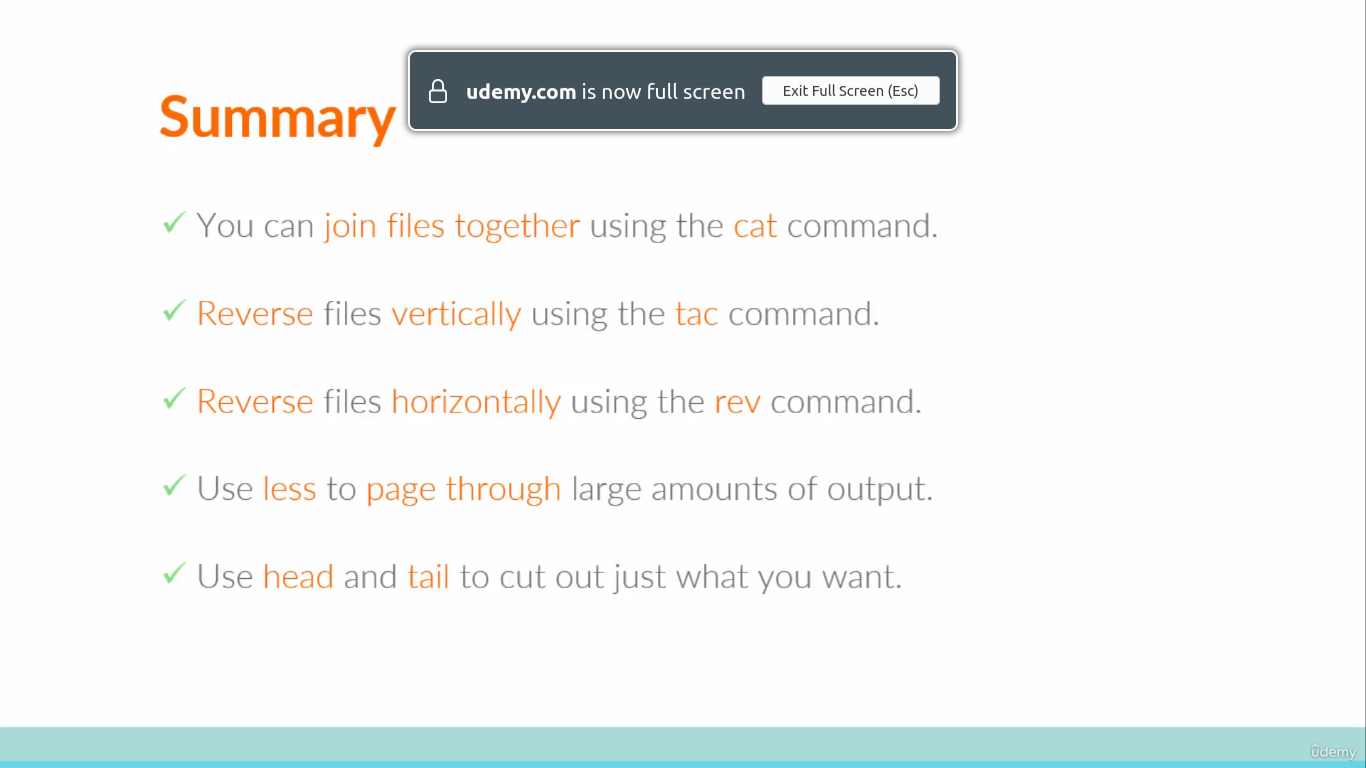 udemy.com is now full screen
Exit Full Screen (Esc)
Summary
You can join files together using the cat command.
Reverse files vertically using the tac command.
Reverse files horizontally using the rev command.
Use less to page through large amounts of output.
Use head and tail to cut out just what you want.
ûdemy